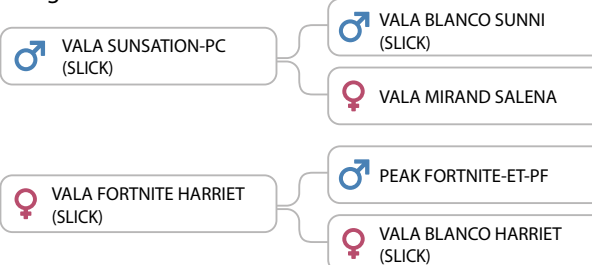 VALA SUNSATION-PC
(SLICK)
VALA BLANCO SUNNI
(SLICK)
VALA MIRAND SALENA
VALA FORTNITE HARRIET
(SLICK)
PEAK FORTNITE-ET-PF
VALA BLANCO HARRIET
(SLICK)